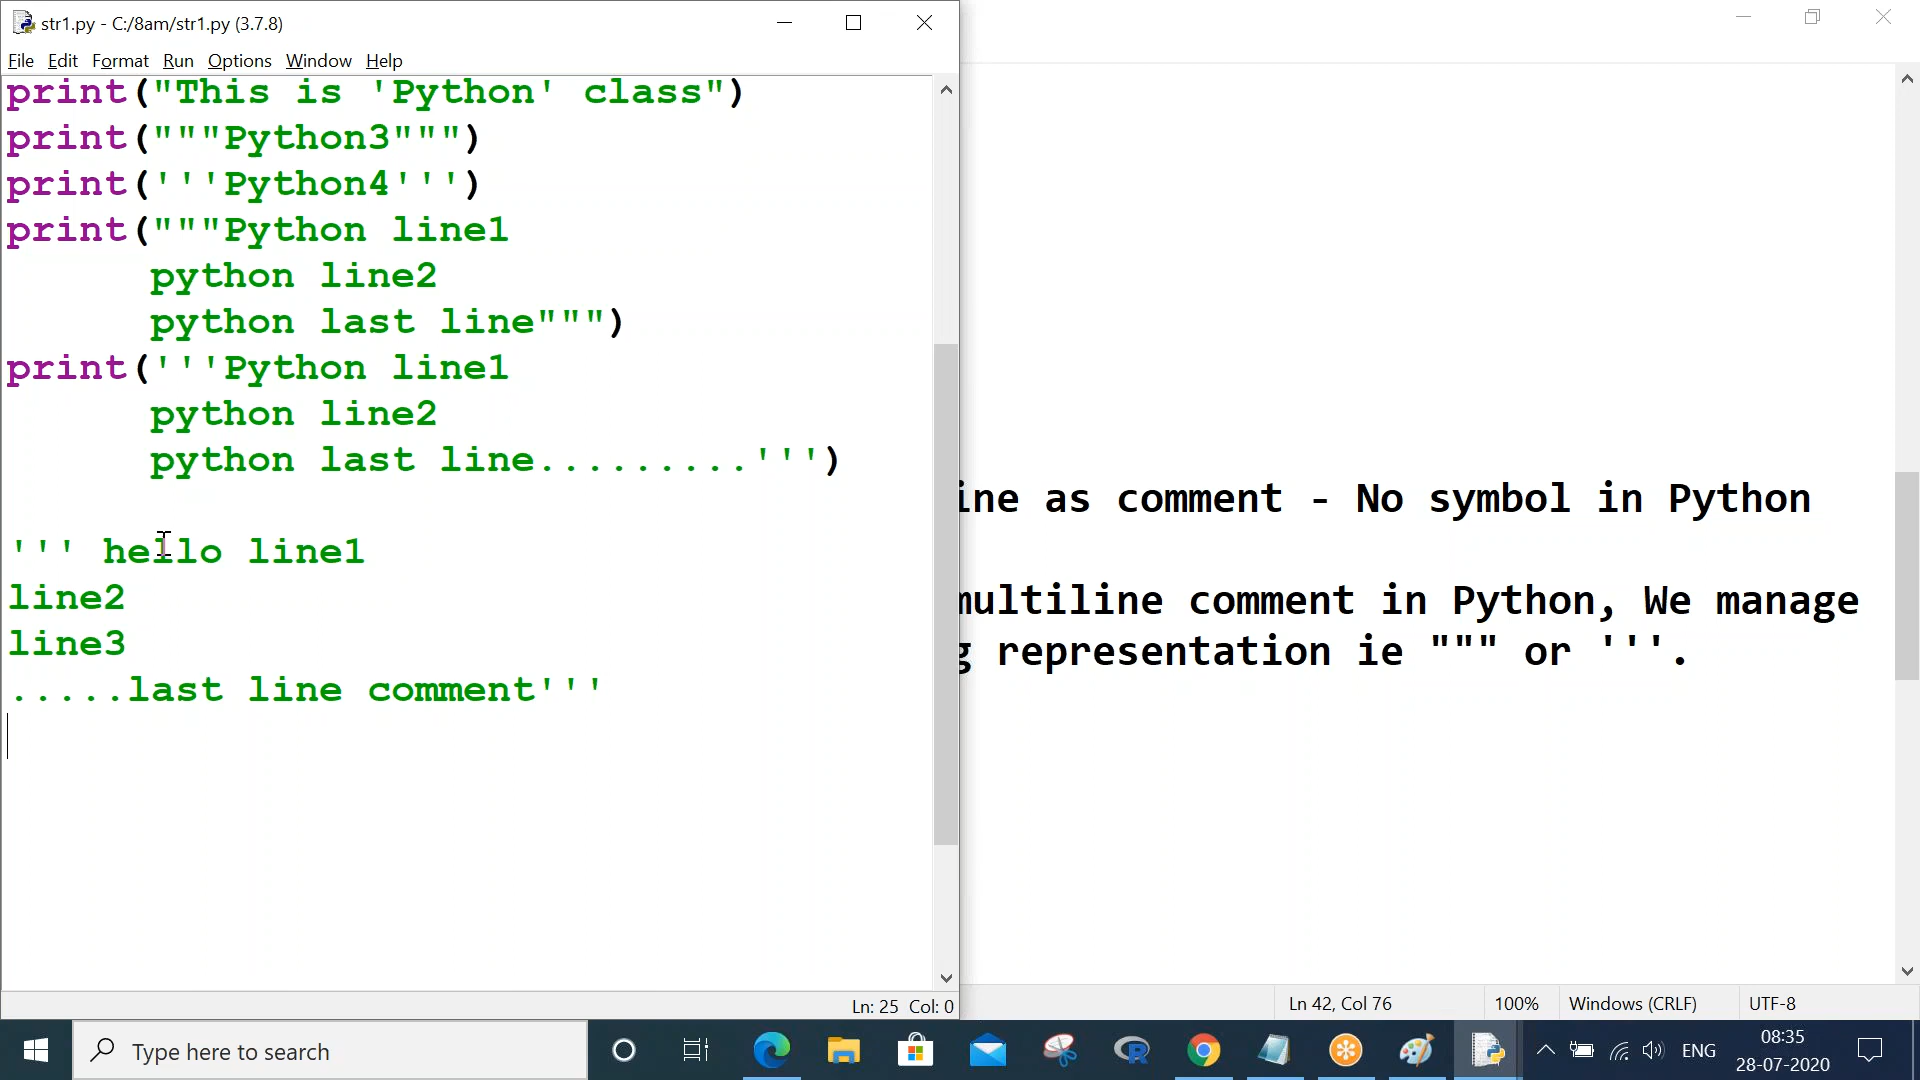 str1.py - C:/8am/str1.py (3.7.8)
File Edit Format Run Options Window Help
print("This is 'Python' class")
print("""Python3""")
print('''Python4''')
print("""Python line1
python line2
python last line""")
print('''Python line1
python line2
python last line.........''')
''' hello line1
line2
line3
.....last line comment'''
Ln: 25 Col: 0
ine as comment - No symbol in Python
multiline comment in Python, We manage
g representation ie """ or '''.
Ln 42, Col 76
100%
Windows (CRLF)
UTF-8
Type here to search
ENG
08:35
28-07-2020